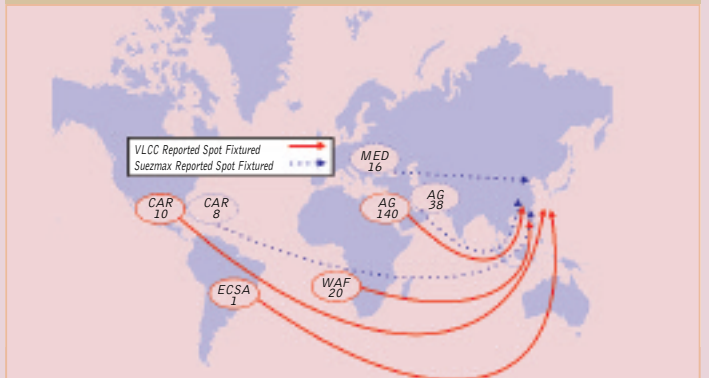 VLCC Reported Spot Fixtured
Suezmax Reported Spot Fixtured
MED
16
CAR
10
CAR
8
AG
140
AG
38
WAF
20
ECSA
1